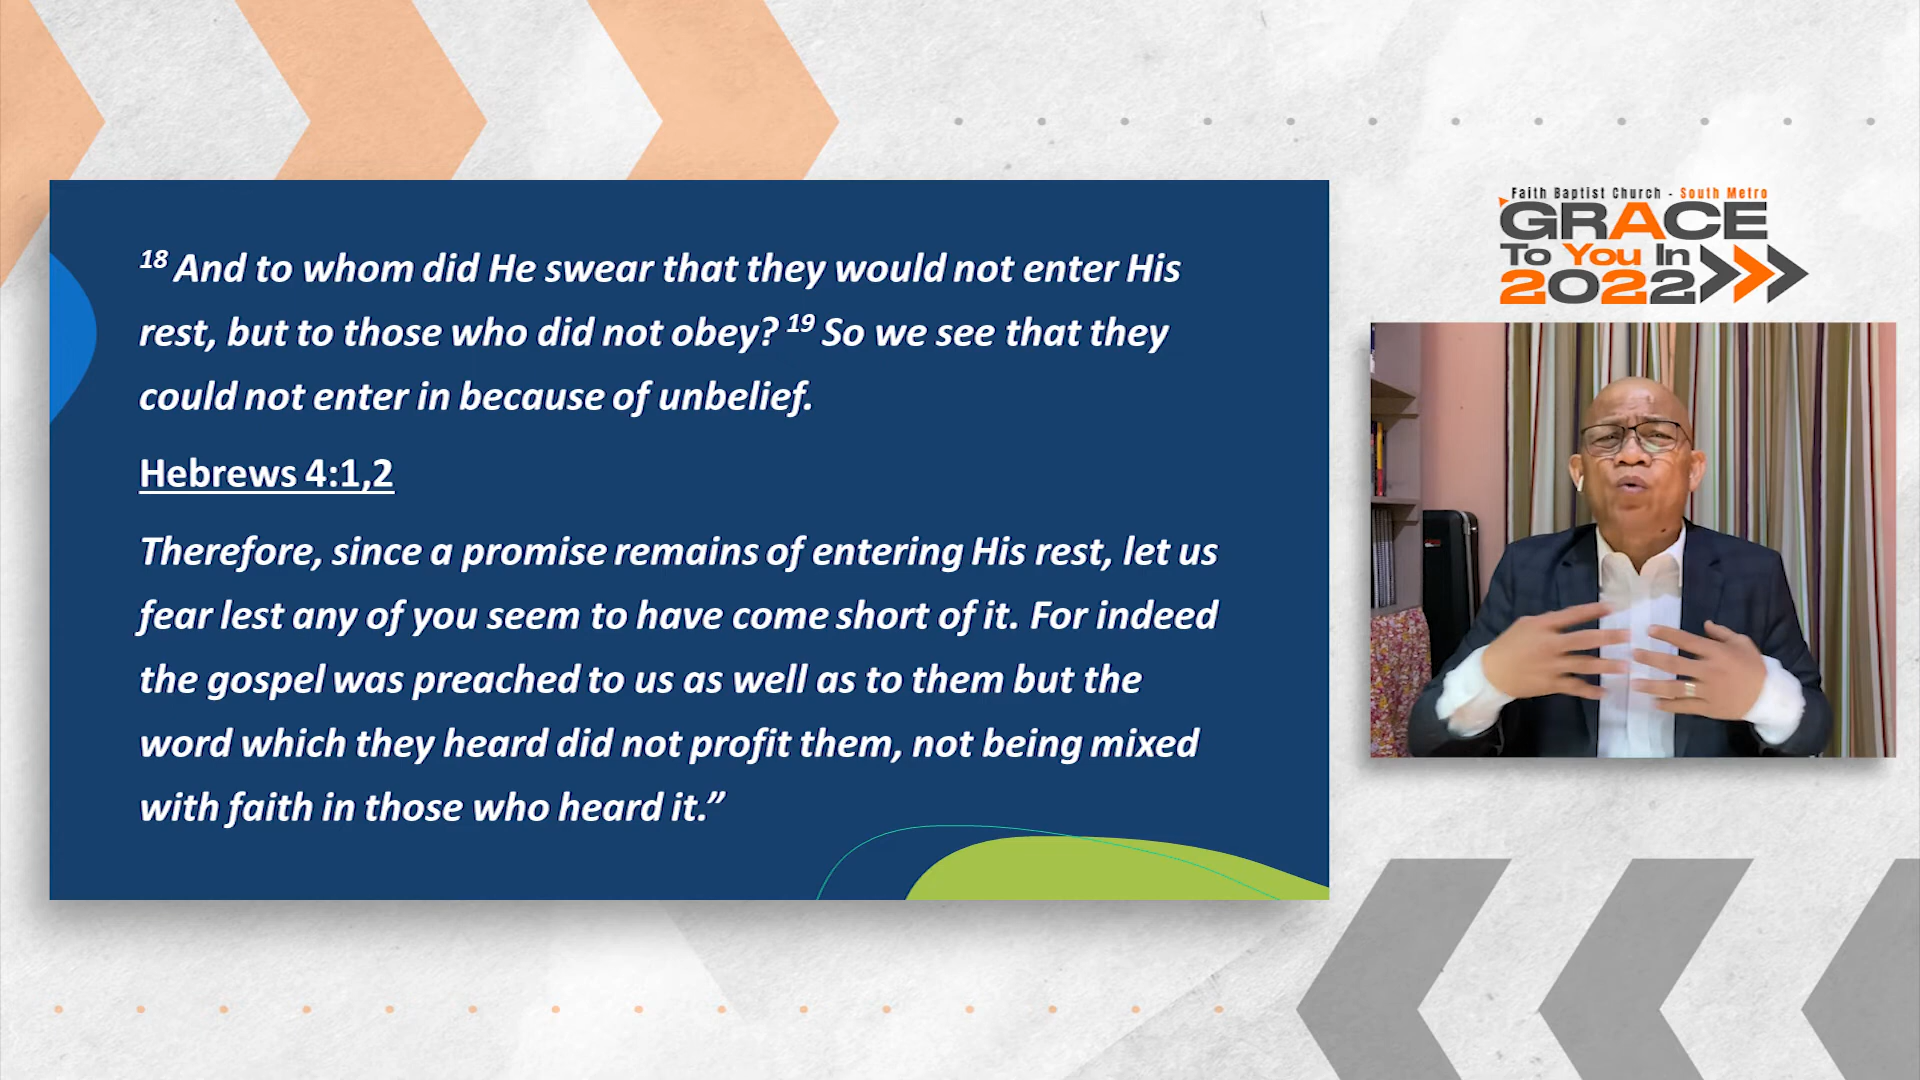 18 And to whom did He swear that they would not enter His
rest, but to those who did not obey? 19 So we see that they
could not enter in because of unbelief.
Hebrews 4:1,2
Therefore, since a promise remains of entering His rest, let us
fear lest any of you seem to have come short of it. For indeed
the gospel was preached to us as well as to them but the
word which they heard did not profit them, not being mixed
with faith in those who heard it.”
Faith Baptist Church - South Metro
GRACE
To You In
2022